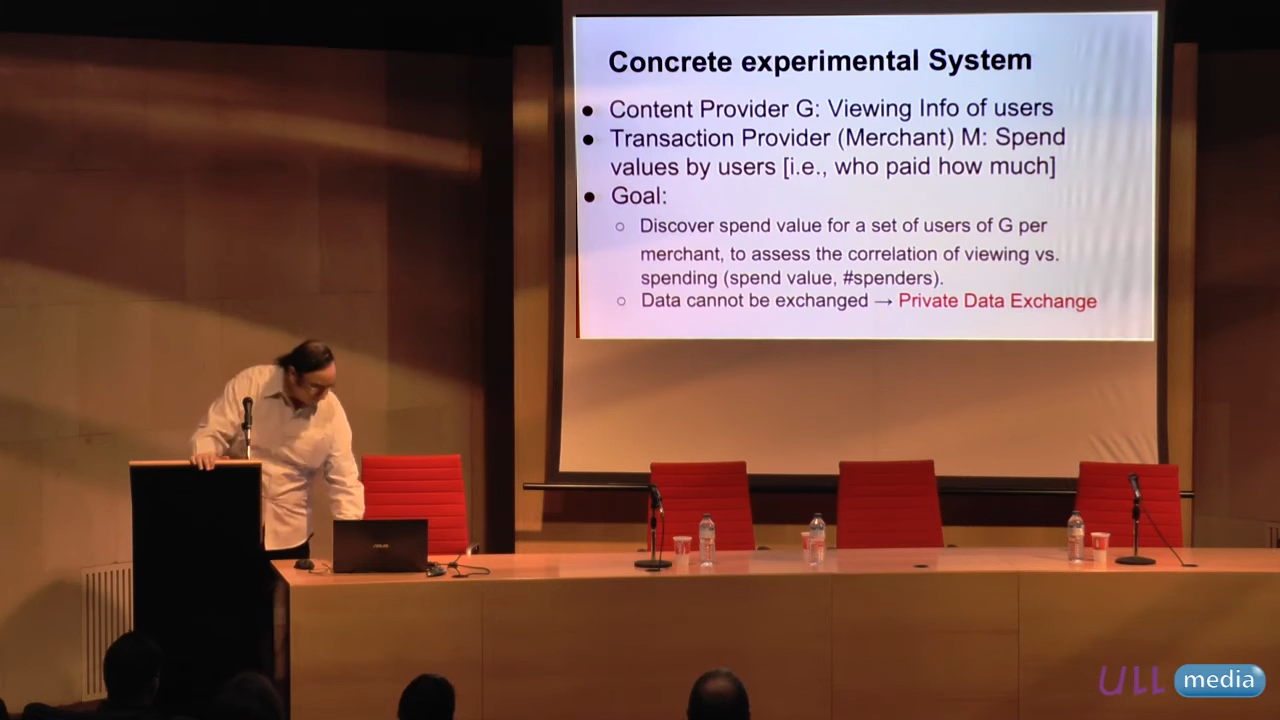 Concrete experimental System
● Content Provider G: Viewing Info of users
● Transaction Provider (Merchant) M: Spend
values by users [i.e., who paid how much]
● Goal:
○ Discover spend value for a set of users of G per
merchant, to assess the correlation of viewing vs.
spending (spend value, #spenders).
○ Data cannot be exchanged → Private Data Exchange
ASUS
ULL media